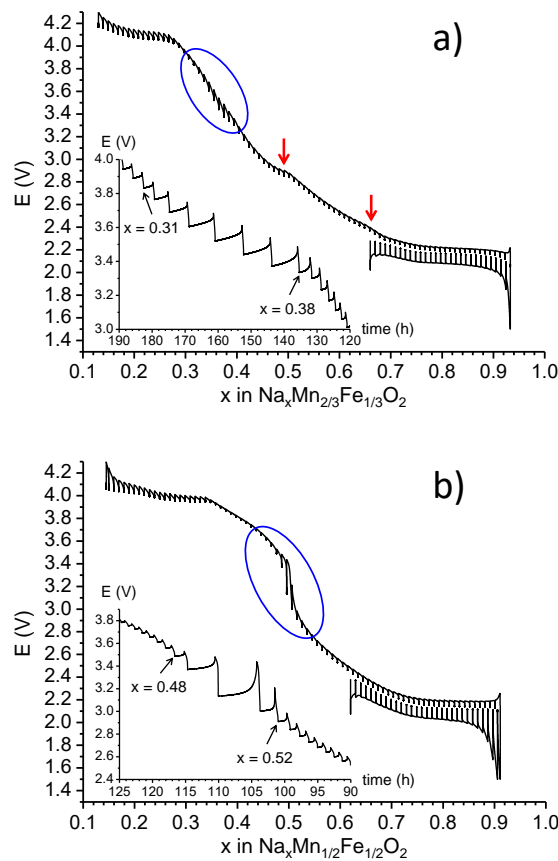 a)
E (V)
4.2
4.0
3.8
3.6
3.4
3.2
3.0
2.8
2.6
2.4
2.2
2.0
1.8
1.6
1.4
E (V)
4.0
3.8
3.6
3.4
3.2
3.0
x = 0.31
x = 0.38
190 180 170 160 150 140 130 120
time (h)
0.1 0.2 0.3 0.4 0.5 0.6 0.7 0.8 0.9 1.0
x in NaₓMn₂/₃Fe₁/₃O₂
b)
E (V)
4.2
4.0
3.8
3.6
3.4
3.2
3.0
2.8
2.6
2.4
2.2
2.0
1.8
1.6
1.4
E (V)
3.8
3.6
3.4
3.2
3.0
2.8
2.6
2.4
x = 0.48
x = 0.52
125 120 115 110 105 100 95 90
time (h)
0.1 0.2 0.3 0.4 0.5 0.6 0.7 0.8 0.9 1.0
x in NaₓMn₁/₂Fe₁/₂O₂